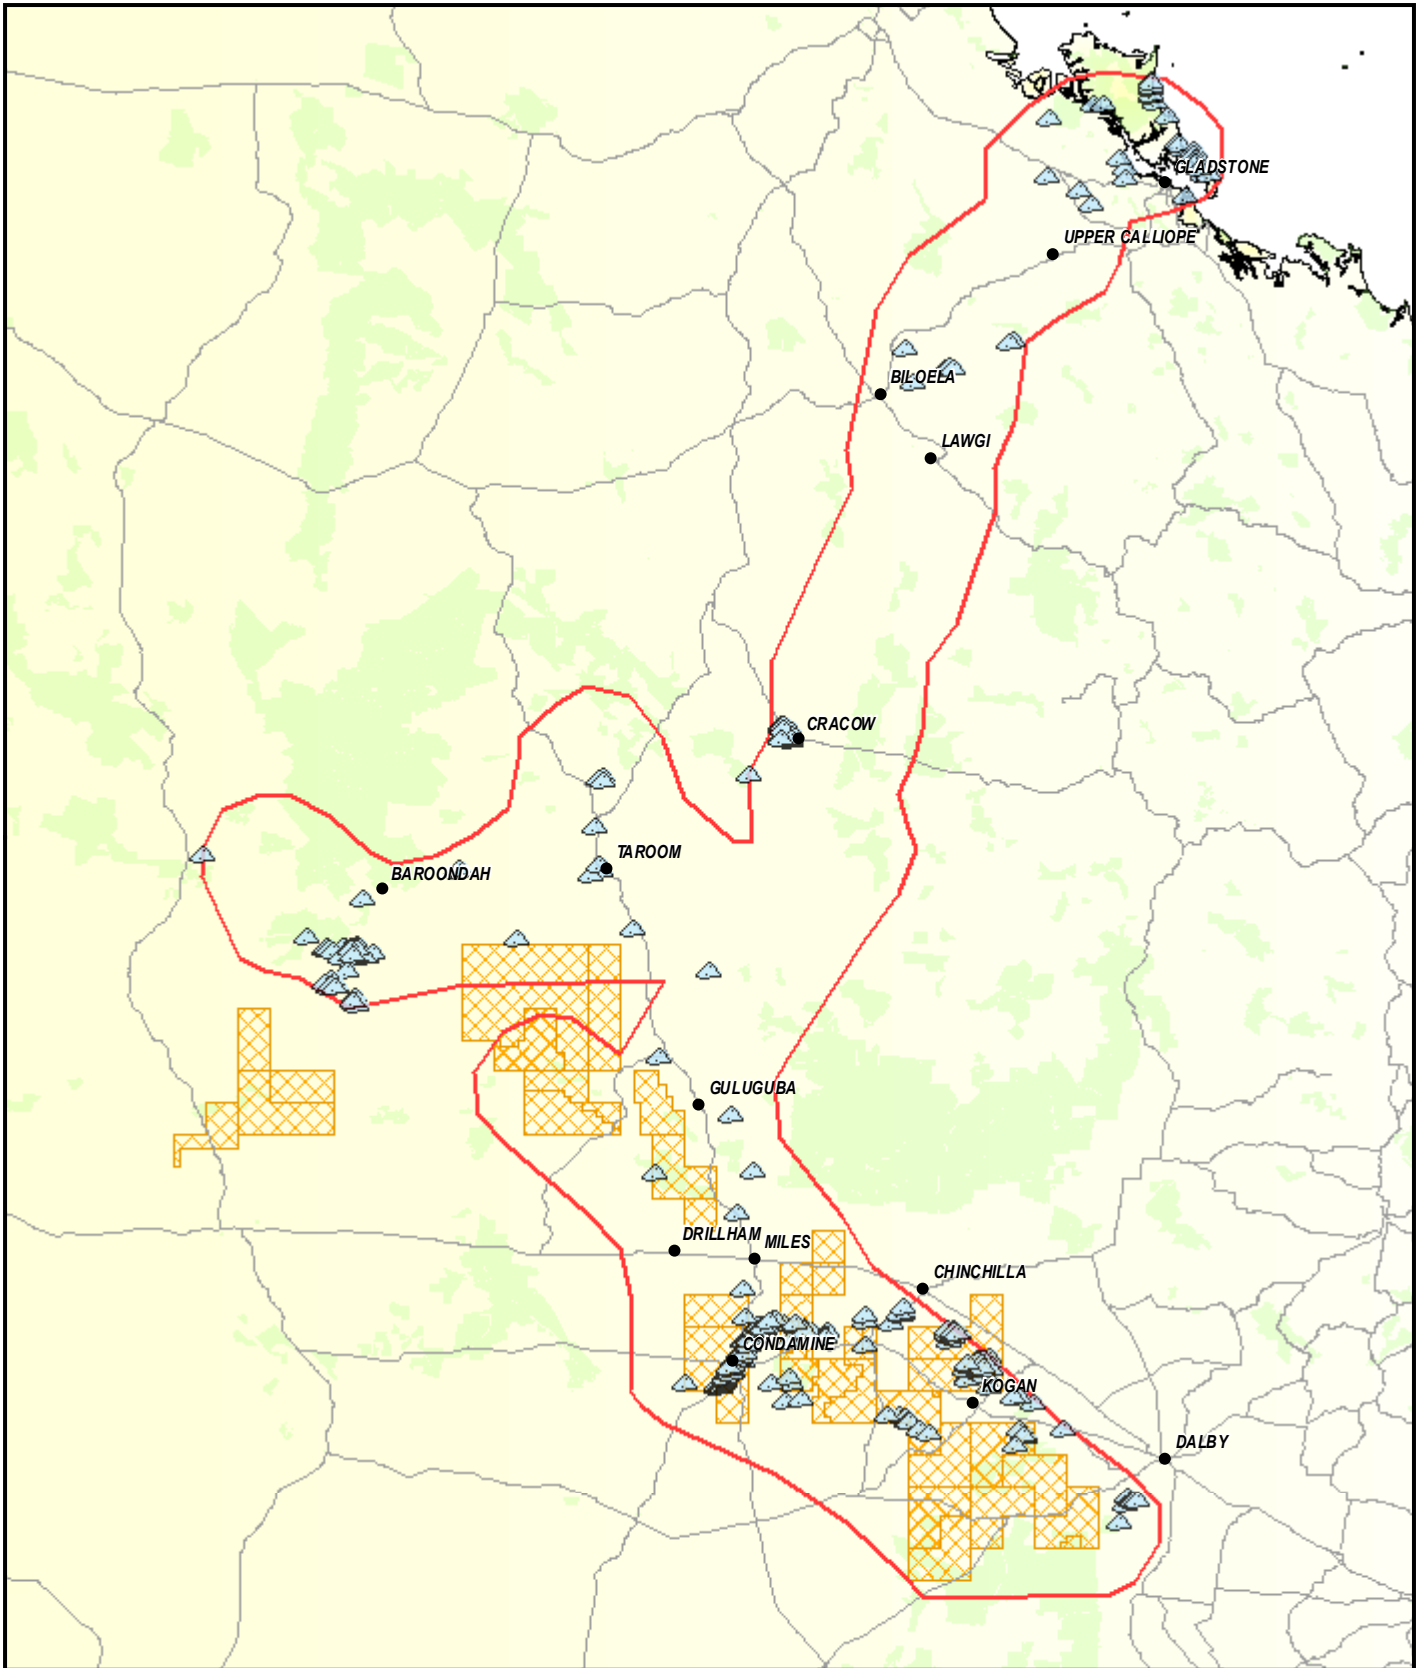 GLADSTONE
UPPER CALLIOPE
BILOELA
LAWGI
CRACOW
TAROOM
BAROONDAH
GULUGUBA
DRILLHAM
MILES
CHINCHILLA
CONDAMINE
KOGAN
DALBY